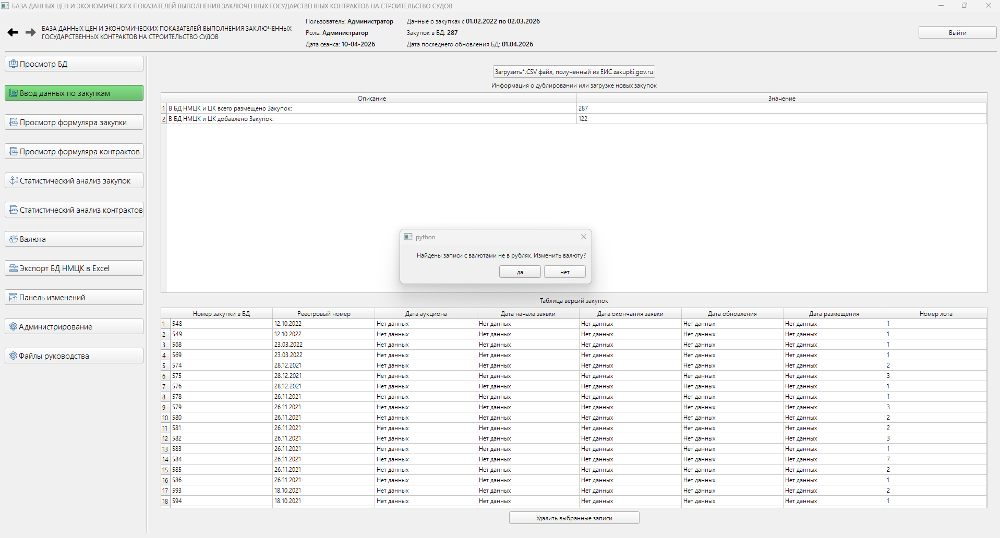 БАЗА ДАННЫХ ЦЕН И ЭКОНОМИЧЕСКИХ ПОКАЗАТЕЛЕЙ ВЫПОЛНЕНИЯ ЗАКЛЮЧЕННЫХ ГОСУДАРСТВЕННЫХ КОНТРАКТОВ НА СТРОИТЕЛЬСТВО СУДОВ
БАЗА ДАННЫХ ЦЕН И ЭКОНОМИЧЕСКИХ ПОКАЗАТЕЛЕЙ ВЫПОЛНЕНИЯ ЗАКЛЮЧЕННЫХ
ГОСУДАРСТВЕННЫХ КОНТРАКТОВ НА СТРОИТЕЛЬСТВО СУДОВ
Пользователь: Администратор
Роль: Администратор
Дата сеанса: 10-04-2026
Данные о закупках с 01.02.2022 по 02.03.2026
Закупок в БД: 287
Дата последнего обновления БД: 01.04.2026
Выйти
Просмотр БД
Ввод данных по закупкам
Просмотр формуляра закупки
Просмотр формуляра контрактов
Статистический анализ закупок
Статистический анализ контрактов
Валюта
Экспорт БД НМЦК в Excel
Панель изменений
Администрирование
Файлы руководства
Загрузить*.CSV файл, полученный из ЕИС zakupki.gov.ru
Информация о дублировании или загрузке новых закупок
Описание Значение
1 В БД НМЦК и ЦК всего размещено Закупок: 287
2 В БД НМЦК и ЦК добавлено Закупок: 122
python
Найдены записи с валютами не в рублях. Изменить валюту?
да нет
Таблица версий закупок
Номер закупки в БД Реестровый номер Дата аукциона Дата начала заявки Дата окончания заявки Дата обновления Дата размещения Номер лота
1 548 12.10.2022 Нет данных Нет данных Нет данных Нет данных Нет данных 1
2 549 12.10.2022 Нет данных Нет данных Нет данных Нет данных Нет данных 1
3 568 23.03.2022 Нет данных Нет данных Нет данных Нет данных Нет данных 1
4 569 23.03.2022 Нет данных Нет данных Нет данных Нет данных Нет данных 1
5 574 28.12.2021 Нет данных Нет данных Нет данных Нет данных Нет данных 2
6 575 28.12.2021 Нет данных Нет данных Нет данных Нет данных Нет данных 3
7 576 28.12.2021 Нет данных Нет данных Нет данных Нет данных Нет данных 1
8 578 26.11.2021 Нет данных Нет данных Нет данных Нет данных Нет данных 1
9 579 26.11.2021 Нет данных Нет данных Нет данных Нет данных Нет данных 3
10 580 26.11.2021 Нет данных Нет данных Нет данных Нет данных Нет данных 2
11 581 26.11.2021 Нет данных Нет данных Нет данных Нет данных Нет данных 2
12 582 26.11.2021 Нет данных Нет данных Нет данных Нет данных Нет данных 3
13 583 26.11.2021 Нет данных Нет данных Нет данных Нет данных Нет данных 1
14 584 26.11.2021 Нет данных Нет данных Нет данных Нет данных Нет данных 7
15 585 26.11.2021 Нет данных Нет данных Нет данных Нет данных Нет данных 2
16 586 26.11.2021 Нет данных Нет данных Нет данных Нет данных Нет данных 1
17 593 18.10.2021 Нет данных Нет данных Нет данных Нет данных Нет данных 2
18 594 18.10.2021 Нет данных Нет данных Нет данных Нет данных Нет данных 1
Удалить выбранные записи